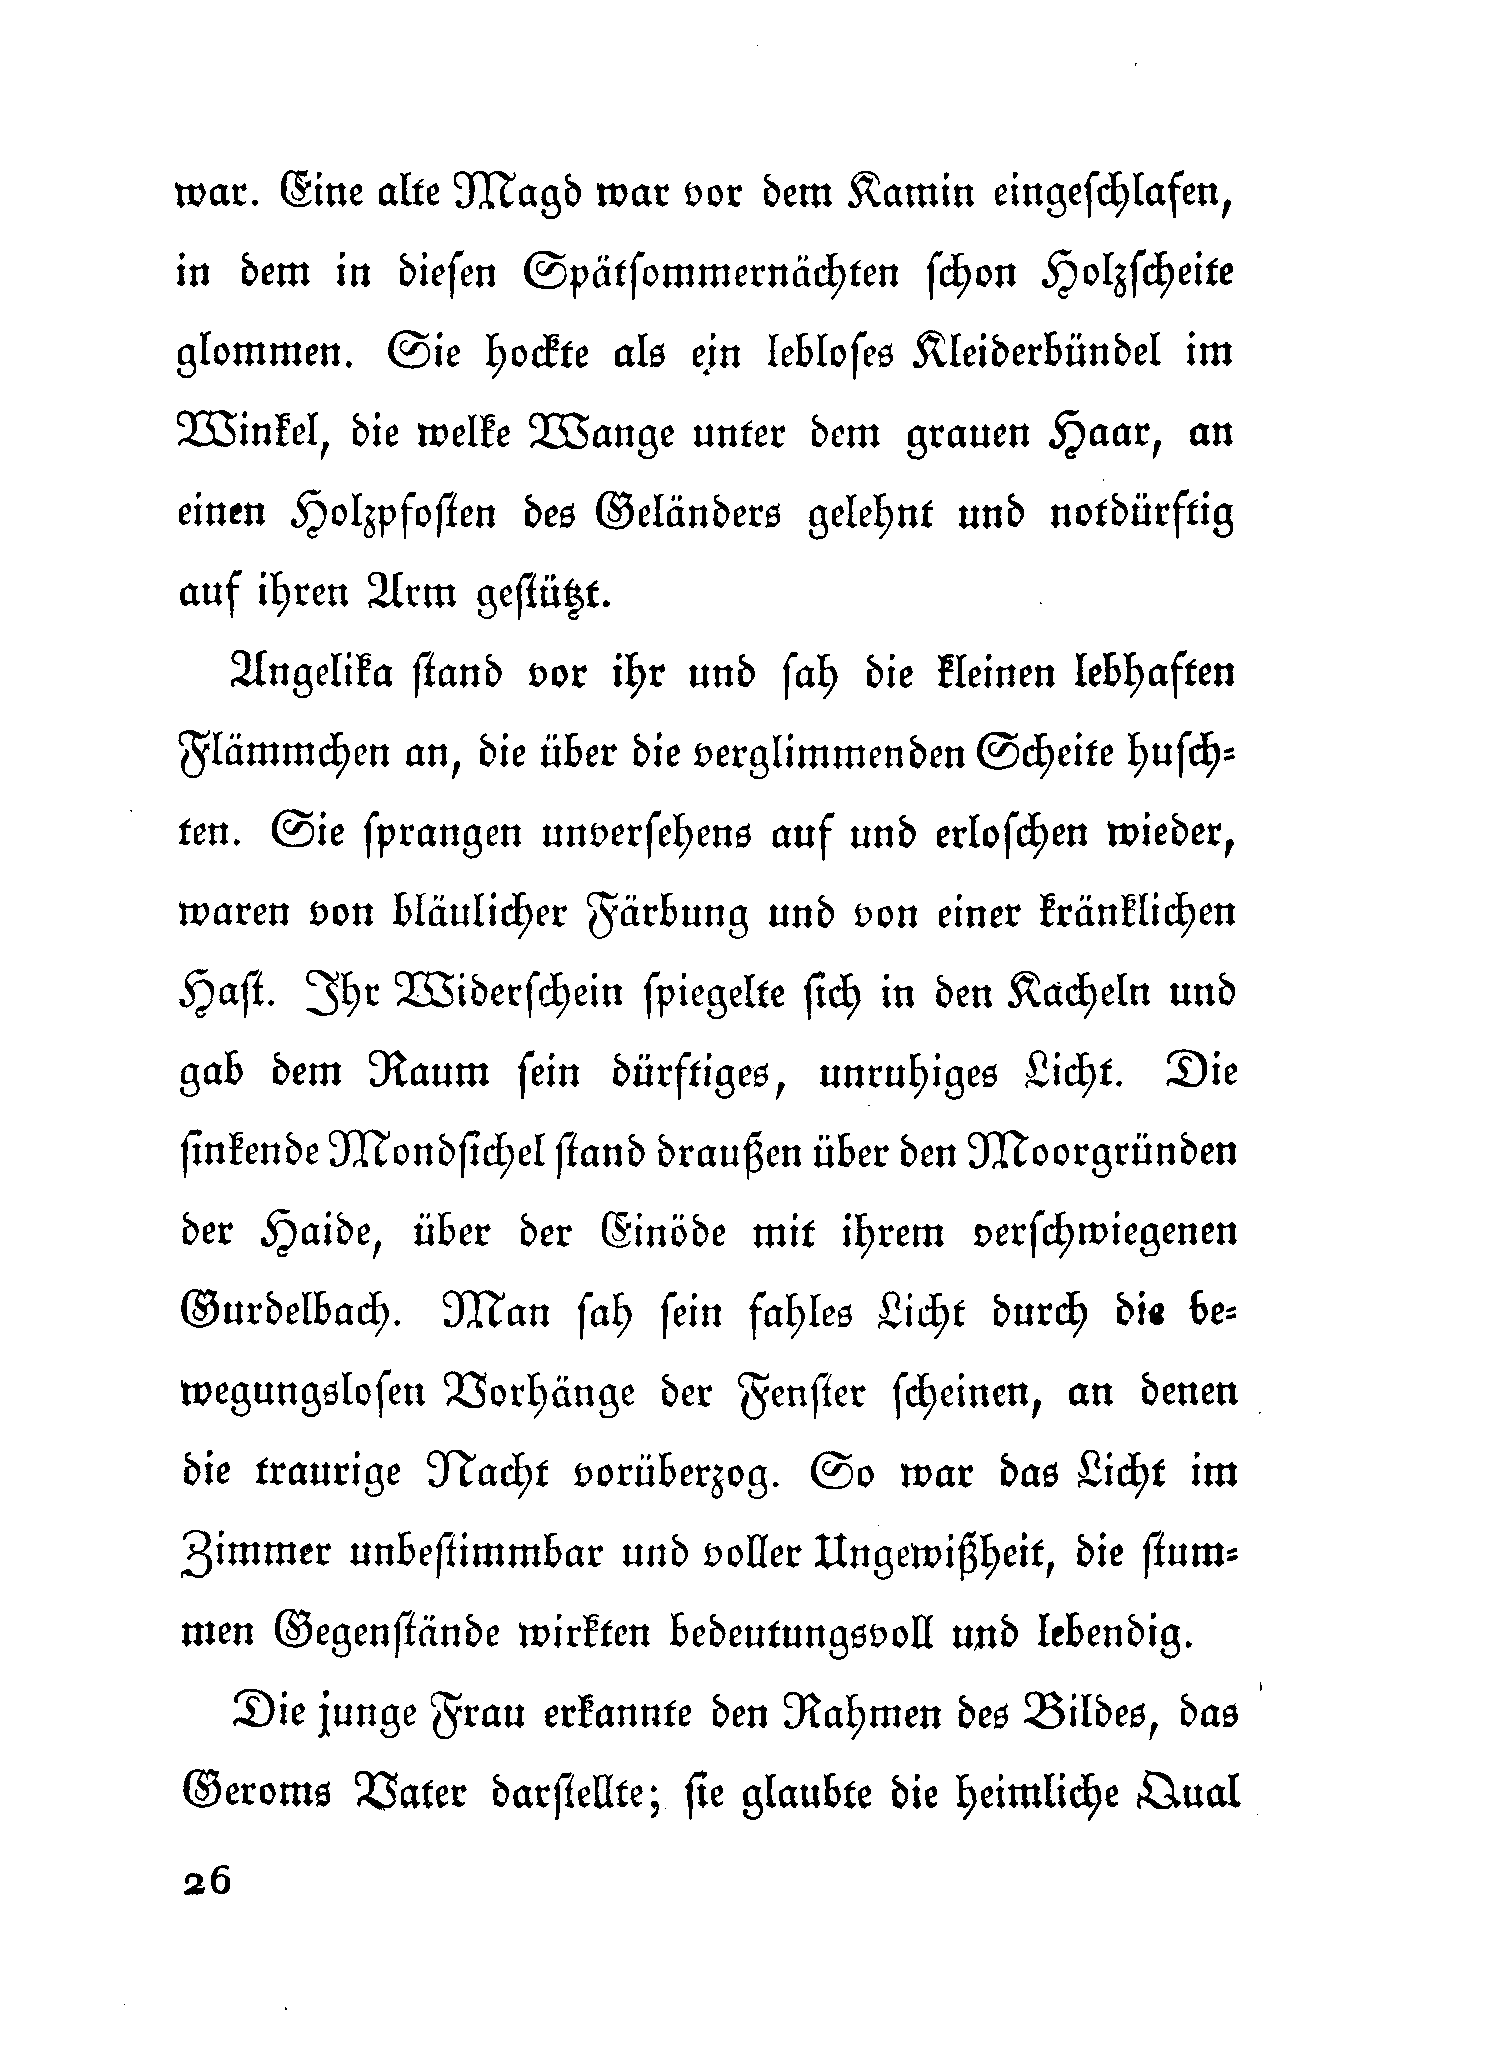 war. Eine alte Magd war vor dem Kamin eingeſchlafen,
in dem in dieſen Spätſommernächten ſchon Holzſcheite
glommen. Sie hockte als ein lebloſes Kleiderbündel im
Winkel, die welke Wange unter dem grauen Haar, an
einen Holzpfoſten des Geländers gelehnt und notdürftig
auf ihren Arm geſtützt.
Angelika ſtand vor ihr und ſah die kleinen lebhaften
Flämmchen an, die über die verglimmenden Scheite huſch⸗
ten. Sie ſprangen unverſehens auf und erloſchen wieder,
waren von bläulicher Färbung und von einer kränklichen
Haſt. Ihr Widerſchein ſpiegelte ſich in den Kacheln und
gab dem Raum ſein dürftiges, unruhiges Licht. Die
ſinkende Mondſichel ſtand draußen über den Moorgründen
der Haide, über der Einöde mit ihrem verſchwiegenen
Gurdelbach. Man ſah ſein fahles Licht durch die be⸗
wegungsloſen Vorhänge der Fenſter ſcheinen, an denen
die traurige Nacht vorüberzog. So war das Licht im
Zimmer unbeſtimmbar und voller Ungewißheit, die ſtum⸗
men Gegenſtände wirkten bedeutungsvoll und lebendig.
Die junge Frau erkannte den Rahmen des Bildes, das
Geroms Vater darſtellte; ſie glaubte die heimliche Qual
26